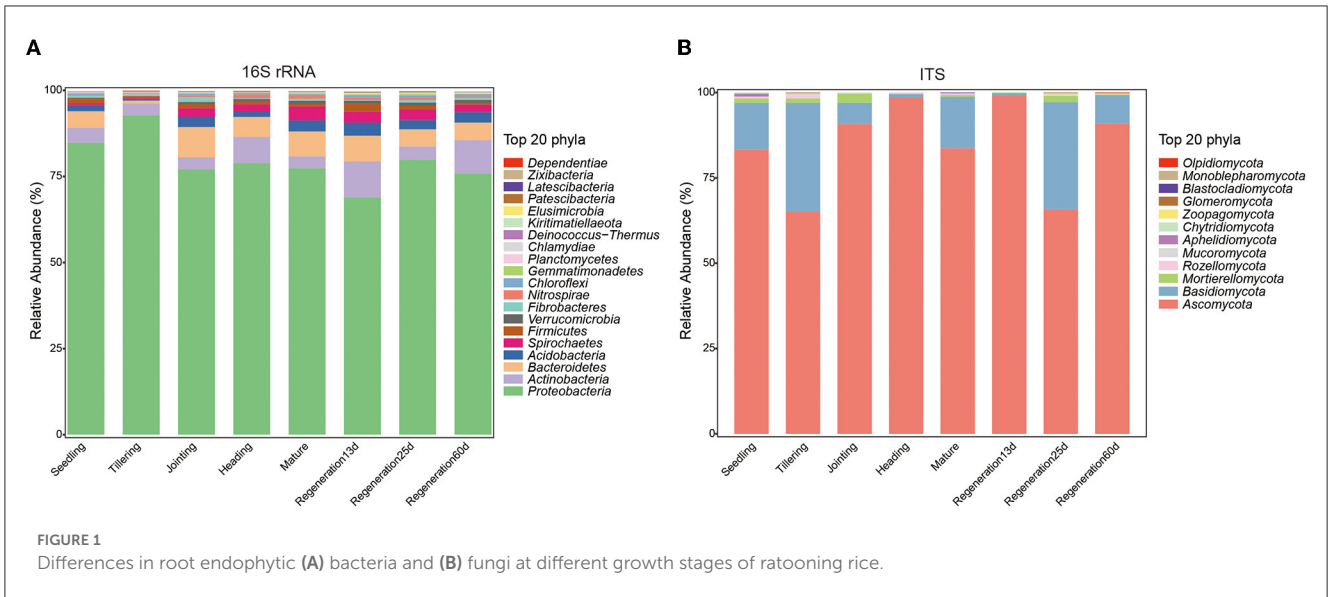 A
16S rRNA
Relative Abundance (%)
100
75
50
25
0
Seedling
Tillering
Jointing
Heading
Mature
Regeneration13d
Regeneration25d
Regeneration60d
Top 20 phyla
Dependentiae
Zixibacteria
Latescibacteria
Patescibacteria
Elusimicrobia
Kiritimatiellaeota
Deinococcus−Thermus
Chlamydiae
Planctomycetes
Gemmatimonadetes
Chloroflexi
Nitrospirae
Fibrobacteres
Verrucomicrobia
Firmicutes
Spirochaetes
Acidobacteria
Bacteroidetes
Actinobacteria
Proteobacteria
B
ITS
Relative Abundance (%)
100
75
50
25
0
Seedling
Tillering
Jointing
Heading
Mature
Regeneration13d
Regeneration25d
Regeneration60d
Top 20 phyla
Olpidiomycota
Monoblepharomycota
Blastocladiomycota
Glomeromycota
Zoopagomycota
Chytridiomycota
Aphelidiomycota
Mucoromycota
Rozellomycota
Mortierellomycota
Basidiomycota
Ascomycota
FIGURE 1
Differences in root endophytic (A) bacteria and (B) fungi at different growth stages of ratooning rice.